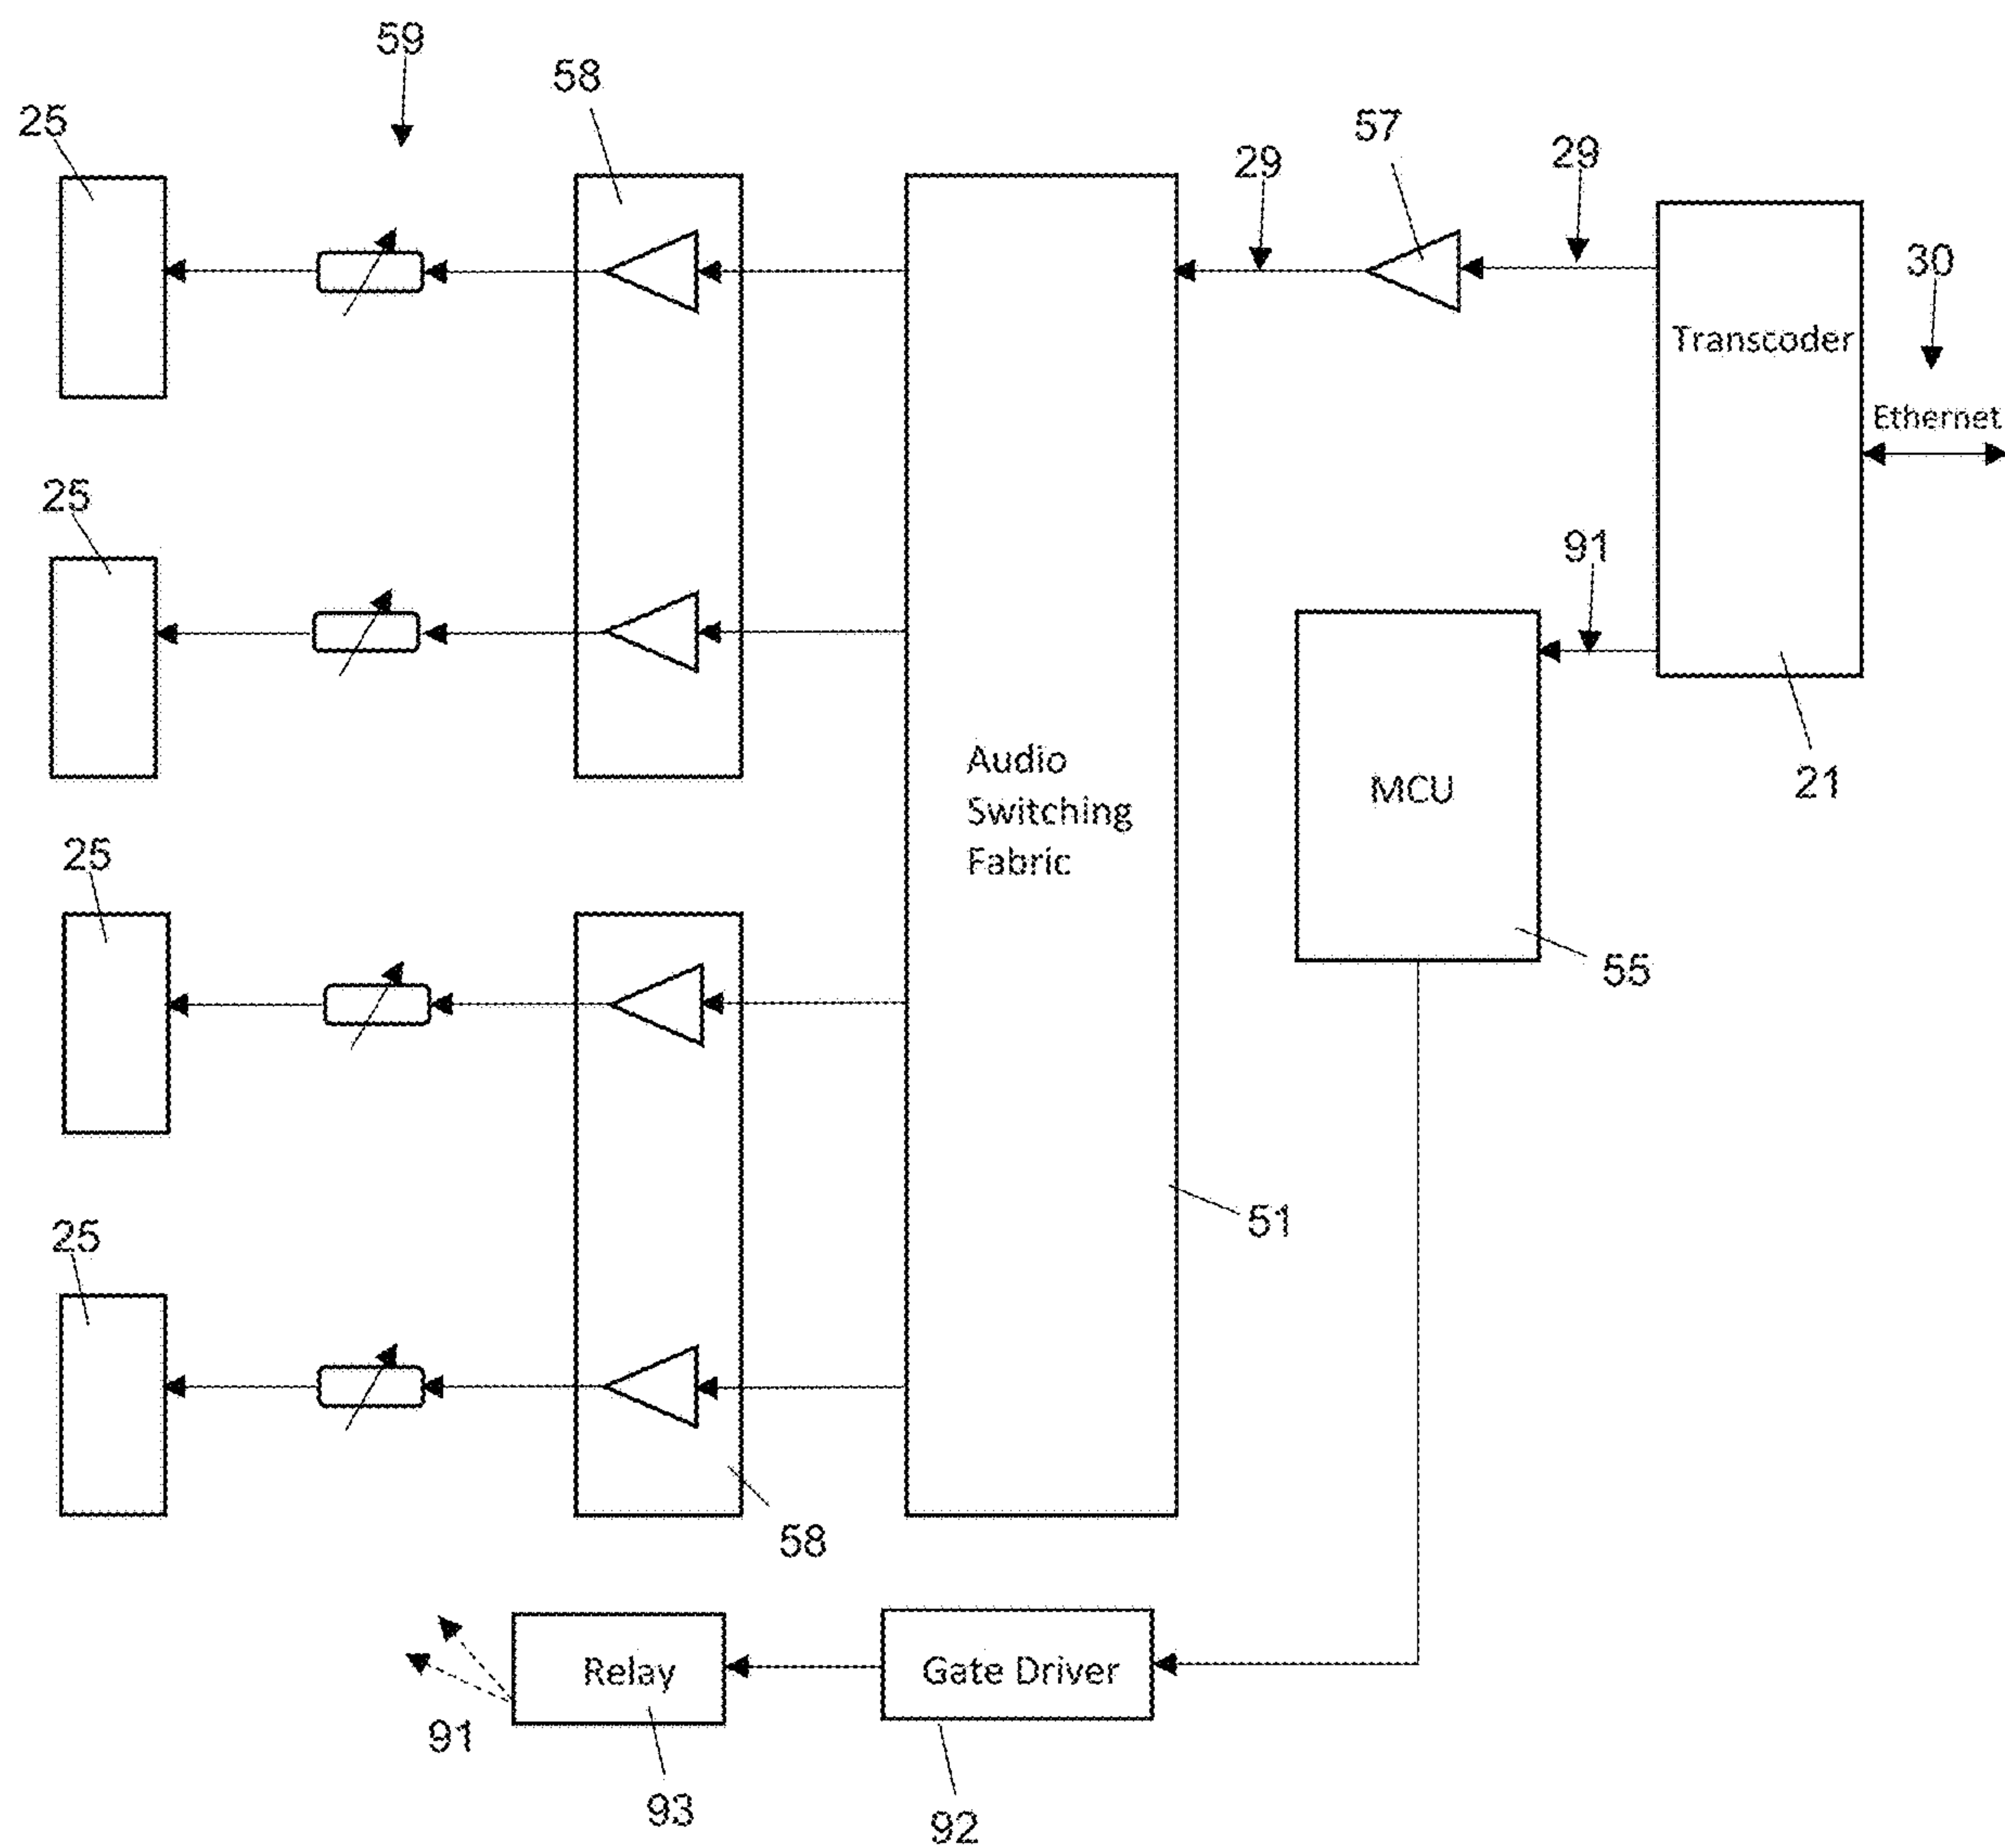 59
58
57
25
29
29
30
Transcoder
Ethernet
25
91
Audio
Switching
Fabric
MCU
21
25
55
51
25
58
Relay
Gate Driver
91
93
92